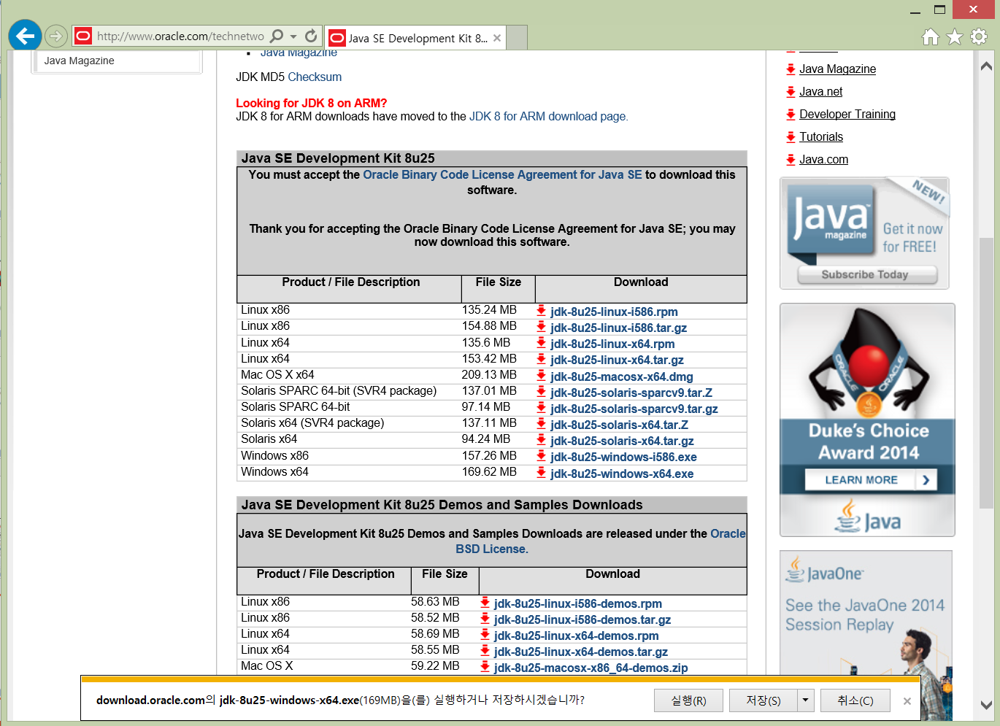 http://www.oracle.com/technetwo
Java SE Development Kit 8...
Java Magazine
Java Magazine
JDK MD5 Checksum
Looking for JDK 8 on ARM?
JDK 8 for ARM downloads have moved to the JDK 8 for ARM download page.
Java SE Development Kit 8u25
You must accept the Oracle Binary Code License Agreement for Java SE to download this
software.
Thank you for accepting the Oracle Binary Code License Agreement for Java SE; you may
now download this software.
Product / File Description File Size Download
Linux x86 135.24 MB jdk-8u25-linux-i586.rpm
Linux x86 154.88 MB jdk-8u25-linux-i586.tar.gz
Linux x64 135.6 MB jdk-8u25-linux-x64.rpm
Linux x64 153.42 MB jdk-8u25-linux-x64.tar.gz
Mac OS X x64 209.13 MB jdk-8u25-macosx-x64.dmg
Solaris SPARC 64-bit (SVR4 package) 137.01 MB jdk-8u25-solaris-sparcv9.tar.Z
Solaris SPARC 64-bit 97.14 MB jdk-8u25-solaris-sparcv9.tar.gz
Solaris x64 (SVR4 package) 137.11 MB jdk-8u25-solaris-x64.tar.Z
Solaris x64 94.24 MB jdk-8u25-solaris-x64.tar.gz
Windows x86 157.26 MB jdk-8u25-windows-i586.exe
Windows x64 169.62 MB jdk-8u25-windows-x64.exe
Java SE Development Kit 8u25 Demos and Samples Downloads
Java SE Development Kit 8u25 Demos and Samples Downloads are released under the Oracle
BSD License.
Product / File Description File Size Download
Linux x86 58.63 MB jdk-8u25-linux-i586-demos.rpm
Linux x86 58.52 MB jdk-8u25-linux-i586-demos.tar.gz
Linux x64 58.69 MB jdk-8u25-linux-x64-demos.rpm
Linux x64 58.55 MB jdk-8u25-linux-x64-demos.tar.gz
Mac OS X 59.22 MB jdk-8u25-macosx-x86_64-demos.zip
Java Magazine
Java.net
Developer Training
Tutorials
Java.com
NEW!
Java
magazine
Get it now
for FREE!
Subscribe Today
ORACLE ORACLE
Duke's Choice
Award 2014
LEARN MORE
Java
JavaOne
See the JavaOne 2014
Session Replay
download.oracle.com의 jdk-8u25-windows-x64.exe(169MB)을(를) 실행하거나 저장하시겠습니까?
실행(R) 저장(S) 취소(C)